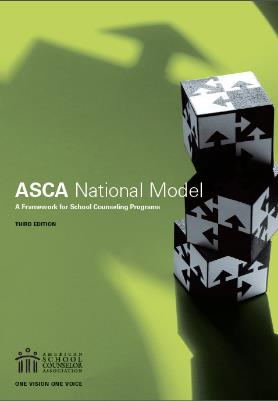 ASCA National Model
A Framework for School Counseling Programs
THIRD EDITION
AMERICAN
SCHOOL
COUNSELOR
ASSOCIATION
ONE VISION ONE VOICE